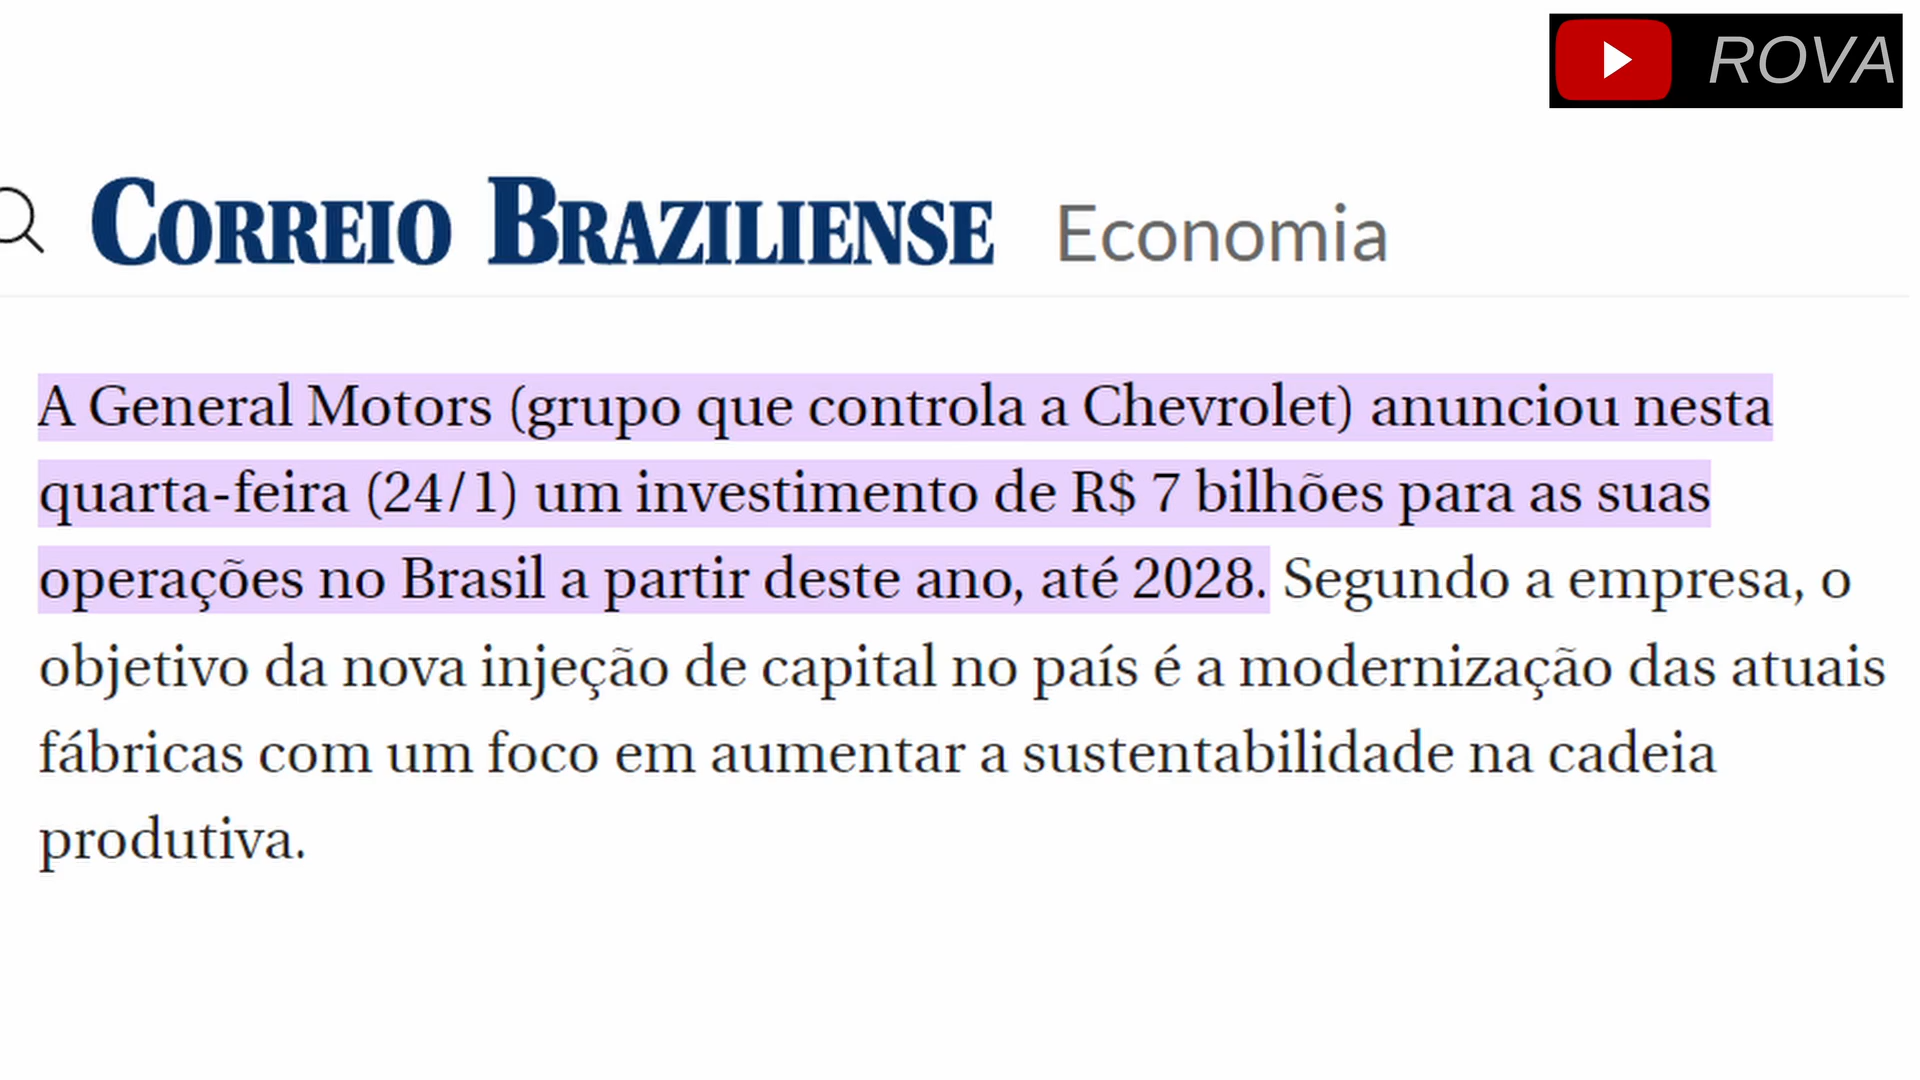 ROVA
CORREIO BRAZILIENSE Economia
A General Motors (grupo que controla a Chevrolet) anunciou nesta
quarta-feira (24/1) um investimento de R$ 7 bilhões para as suas
operações no Brasil a partir deste ano, até 2028. Segundo a empresa, o
objetivo da nova injeção de capital no país é a modernização das atuais
fábricas com um foco em aumentar a sustentabilidade na cadeia
produtiva.